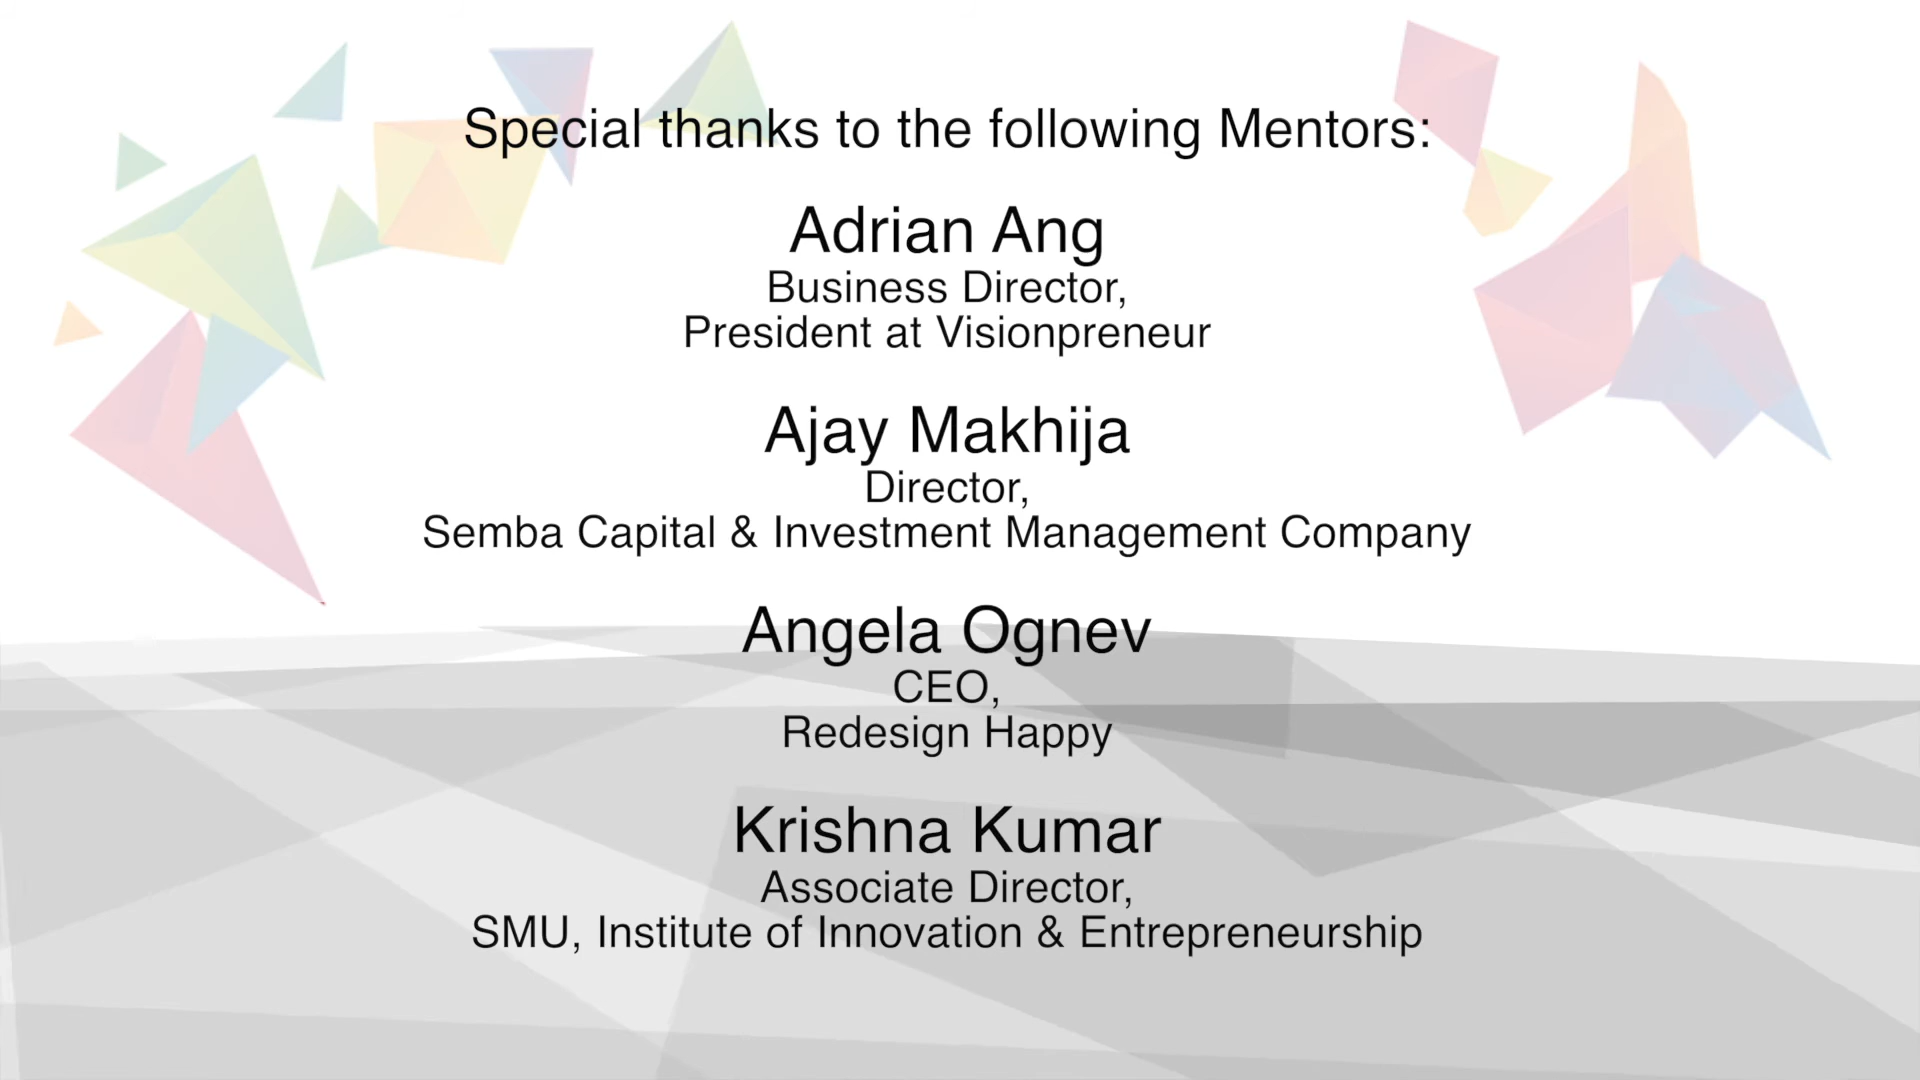 Special thanks to the following Mentors:
Adrian Ang
Business Director,
President at Visionpreneur
Ajay Makhija
Director,
Semba Capital & Investment Management Company
Angela Ognev
CEO,
Redesign Happy
Krishna Kumar
Associate Director,
SMU, Institute of Innovation & Entrepreneurship